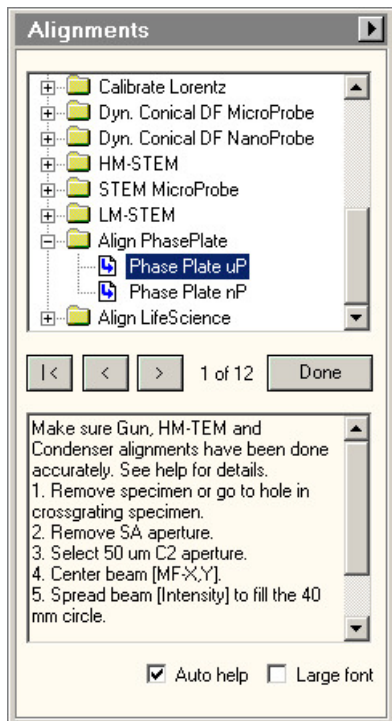 Alignments
Calibrate Lorentz
Dyn. Conical DF MicroProbe
Dyn. Conical DF NanoProbe
HM-STEM
STEM MicroProbe
LM-STEM
Align PhasePlate
Phase Plate uP
Phase Plate nP
Align LifeScience
|< < > 1 of 12 Done
Make sure Gun, HM-TEM and
Condenser alignments have been done
accurately. See help for details.
1. Remove specimen or go to hole in
crossgrating specimen.
2. Remove SA aperture.
3. Select 50 um C2 aperture.
4. Center beam [MF-X,Y].
5. Spread beam [Intensity] to fill the 40
mm circle.
Auto help Large font